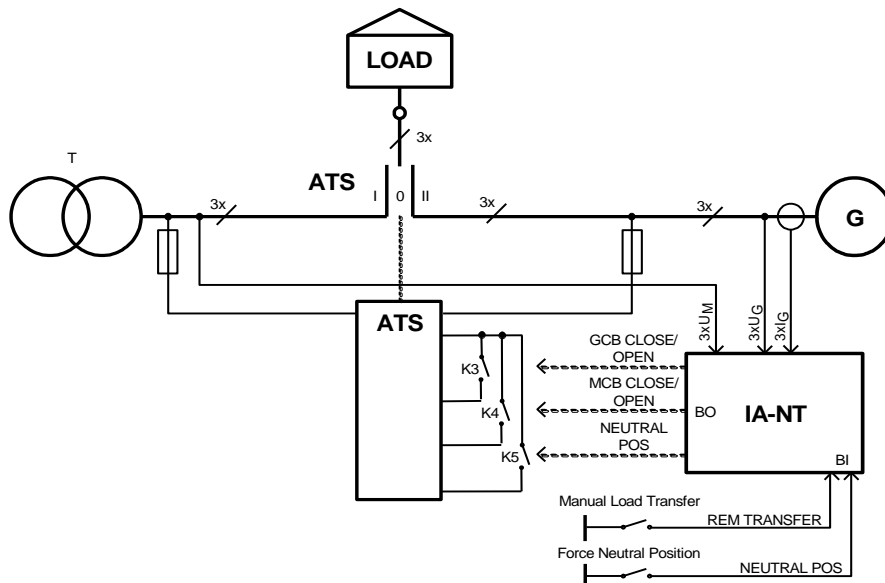 LOAD
3x
T
ATS
I
0
II
3x
3x
3x
G
ATS
3xUM
3xUG
3xIG
K3
K4
K5
GCB CLOSE/
OPEN
MCB CLOSE/
OPEN
NEUTRAL
POS
BO
IA-NT
BI
Manual Load Transfer
REM TRANSFER
Force Neutral Position
NEUTRAL POS